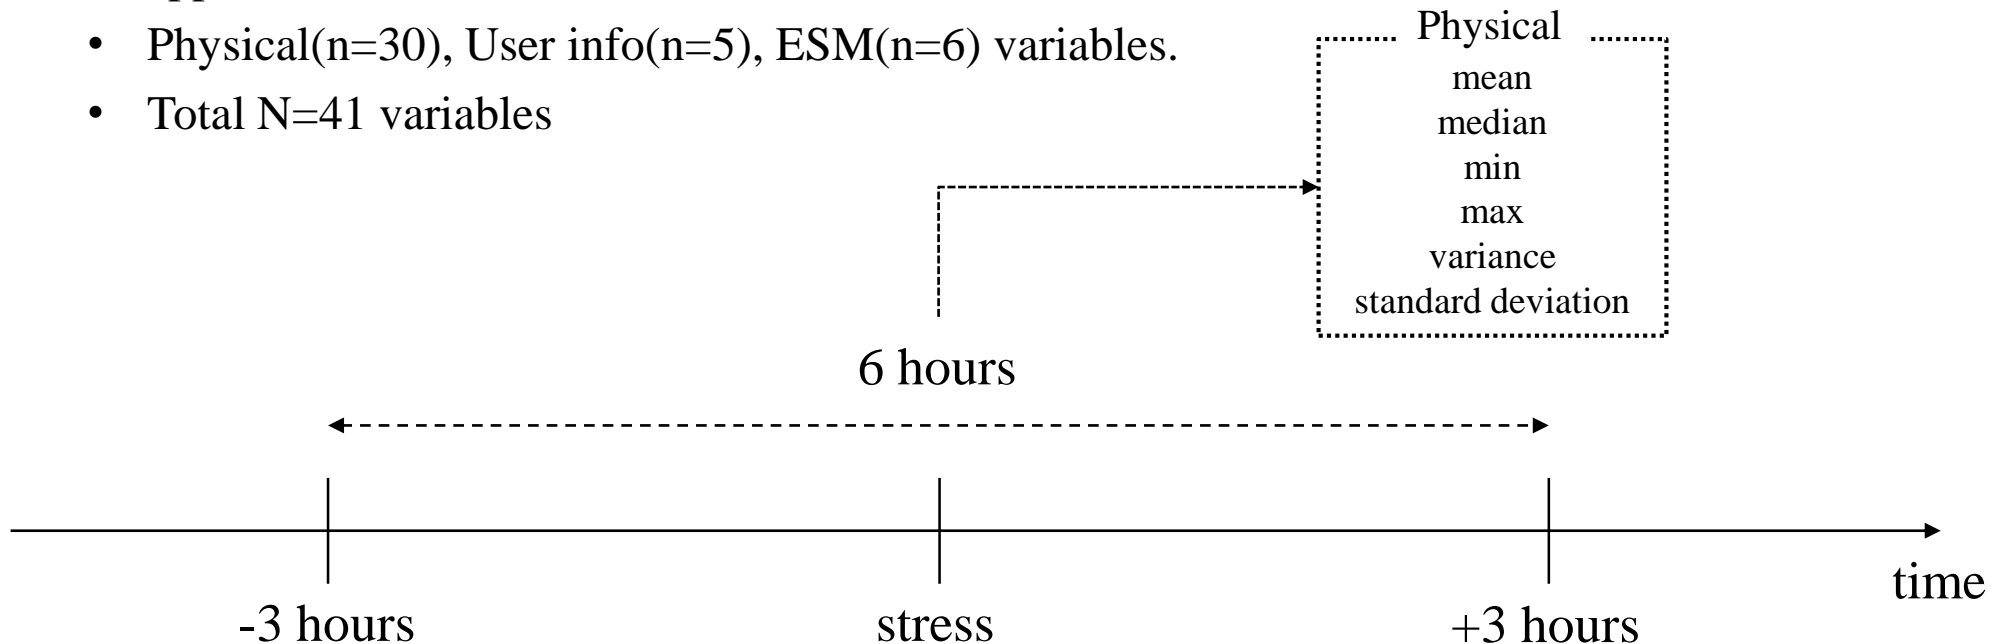 • Physical(n=30), User info(n=5), ESM(n=6) variables.
• Total N=41 variables
Physical
mean
median
min
max
variance
standard deviation
6 hours
time
-3 hours
stress
+3 hours